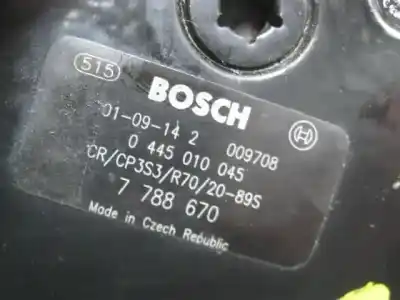 515
BOSCH
01-09-14 2 009708
0 445 010 045
CR/CP3S3/R70/20-89S
7 788 670
Made in Czech Republic